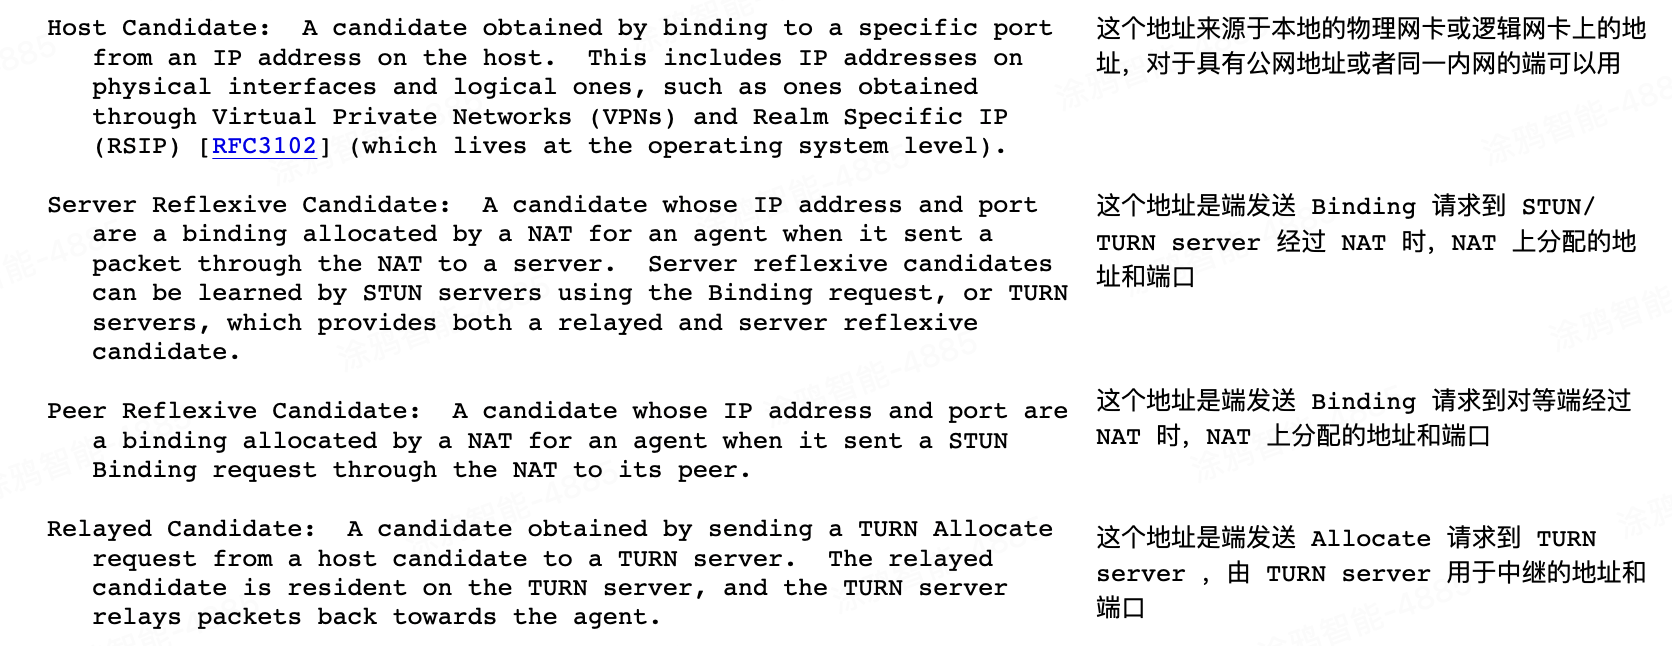 Host Candidate:  A candidate obtained by binding to a specific port
from an IP address on the host.  This includes IP addresses on
physical interfaces and logical ones, such as ones obtained
through Virtual Private Networks (VPNs) and Realm Specific IP
(RSIP) [RFC3102] (which lives at the operating system level).
这个地址来源于本地的物理网卡或逻辑网卡上的地
址，对于具有公网地址或者同一内网的端可以用
Server Reflexive Candidate:  A candidate whose IP address and port
are a binding allocated by a NAT for an agent when it sent a
packet through the NAT to a server.  Server reflexive candidates
can be learned by STUN servers using the Binding request, or TURN
servers, which provides both a relayed and server reflexive
candidate.
这个地址是端发送 Binding 请求到 STUN/
TURN server 经过 NAT 时，NAT 上分配的地
址和端口
Peer Reflexive Candidate:  A candidate whose IP address and port are
a binding allocated by a NAT for an agent when it sent a STUN
Binding request through the NAT to its peer.
这个地址是端发送 Binding 请求到对等端经过
NAT 时，NAT 上分配的地址和端口
Relayed Candidate:  A candidate obtained by sending a TURN Allocate
request from a host candidate to a TURN server.  The relayed
candidate is resident on the TURN server, and the TURN server
relays packets back towards the agent.
这个地址是端发送 Allocate 请求到 TURN
server ，由 TURN server 用于中继的地址和
端口
涂鸦智能-4885